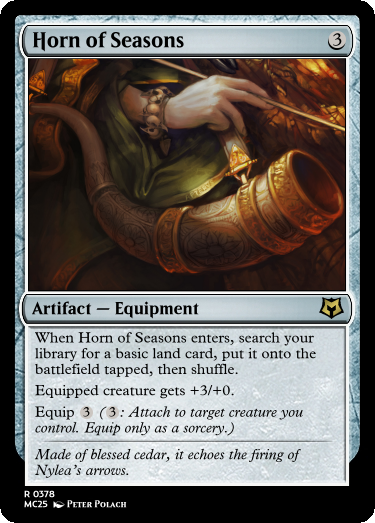 Horn of Seasons 3
Artifact — Equipment
When Horn of Seasons enters, search your
library for a basic land card, put it onto the
battlefield tapped, then shuffle.
Equipped creature gets +3/+0.
Equip 3 (3: Attach to target creature you
control. Equip only as a sorcery.)
Made of blessed cedar, it echoes the firing of
Nylea's arrows.
R 0378
MC25 Peter Polach